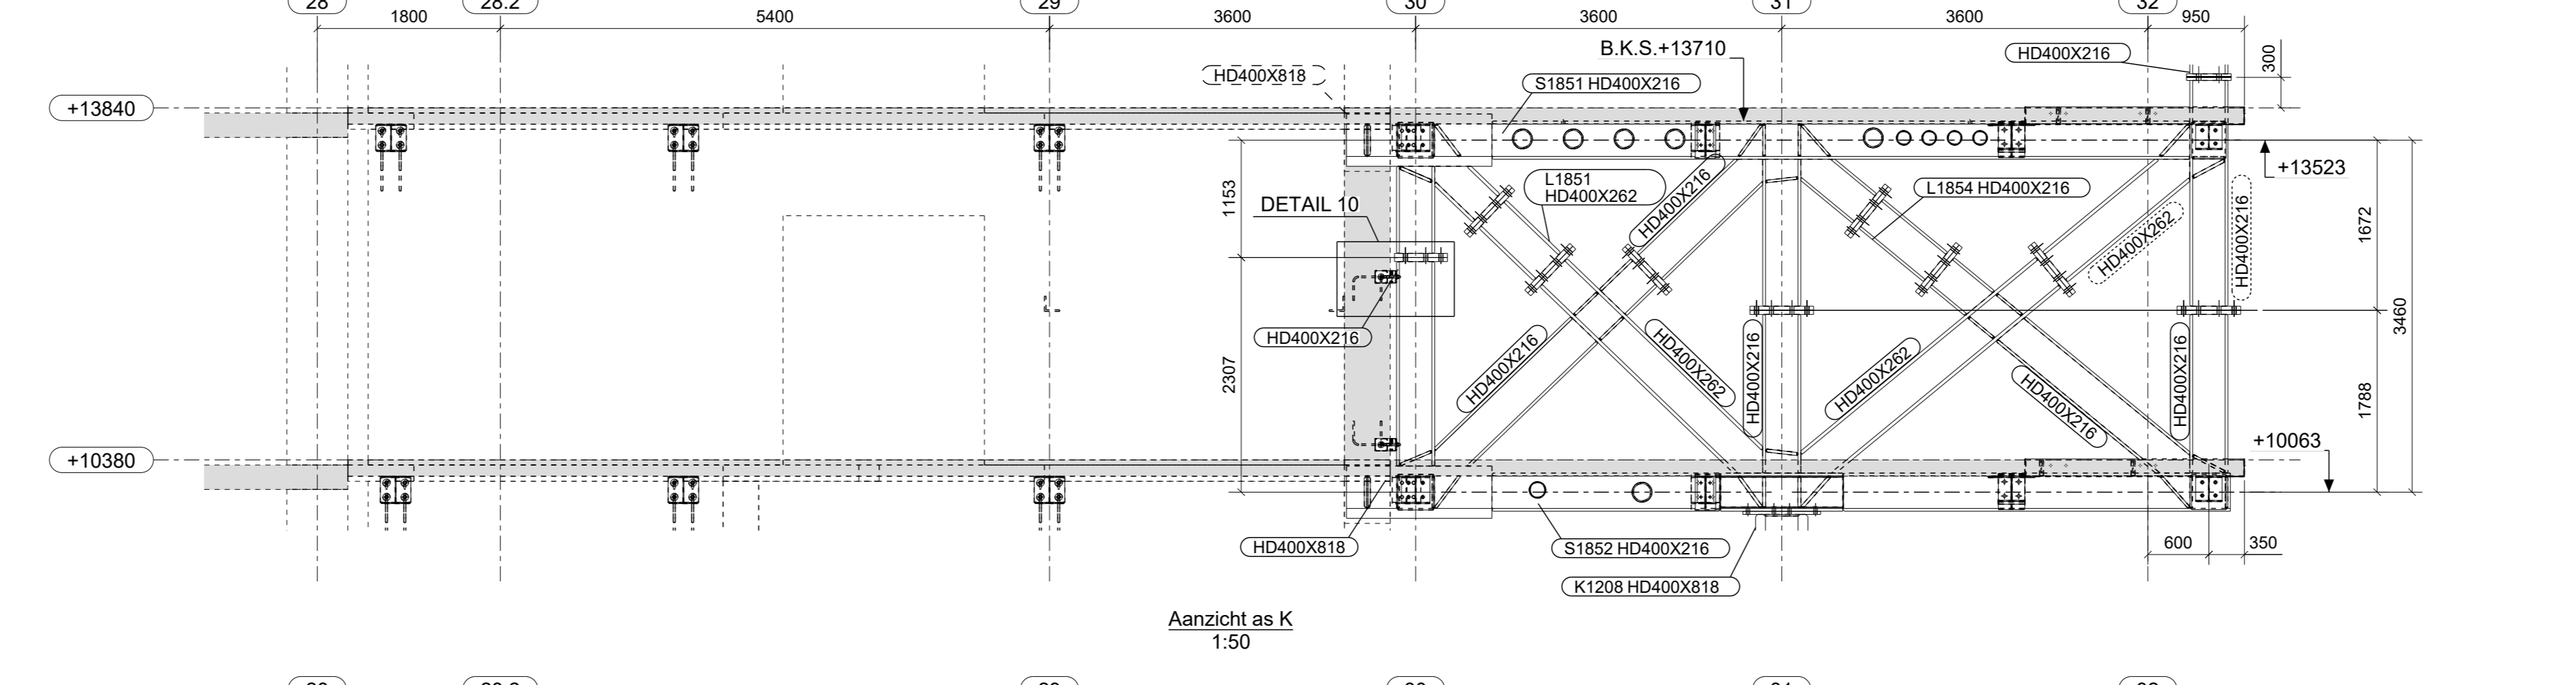 28
28.2
29
30
31
32
1800
5400
3600
3600
3600
950
B.K.S.+13710
HD400X216
300
HD400X818
S1851 HD400X216
+13840
+13523
1153
DETAIL 10
L1851
HD400X262
HD400X216
L1854 HD400X216
HD400X262
HD400X216
1672
3460
HD400X216
2307
HD400X216
HD400X262
HD400X216
HD400X262
HD400X216
HD400X216
1788
+10380
+10063
HD400X818
S1852 HD400X216
K1208 HD400X818
600
350
Aanzicht as K
1:50